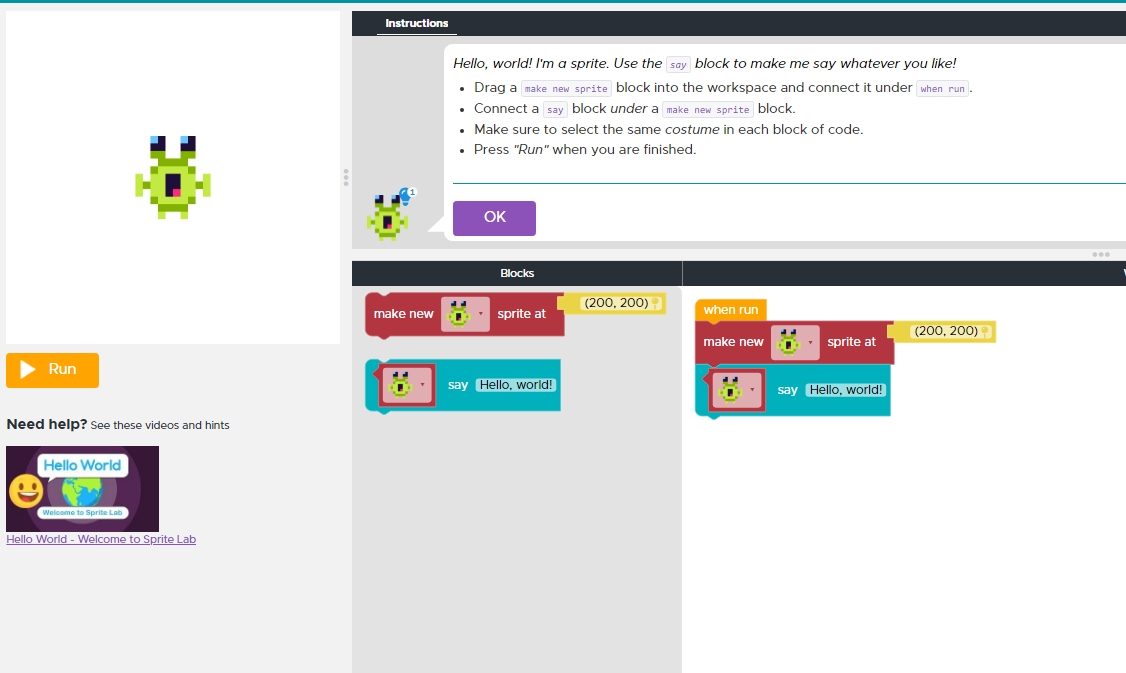 Instructions
Hello, world! I'm a sprite. Use the say block to make me say whatever you like!
• Drag a make new sprite block into the workspace and connect it under when run.
• Connect a say block under a make new sprite block.
• Make sure to select the same costume in each block of code.
• Press "Run" when you are finished.
1
OK
Blocks
make new sprite at (200, 200)
say Hello, world!
when run
make new sprite at (200, 200)
say Hello, world!
Run
Need help? See these videos and hints
Hello World
Welcome to Sprite Lab
Hello World - Welcome to Sprite Lab